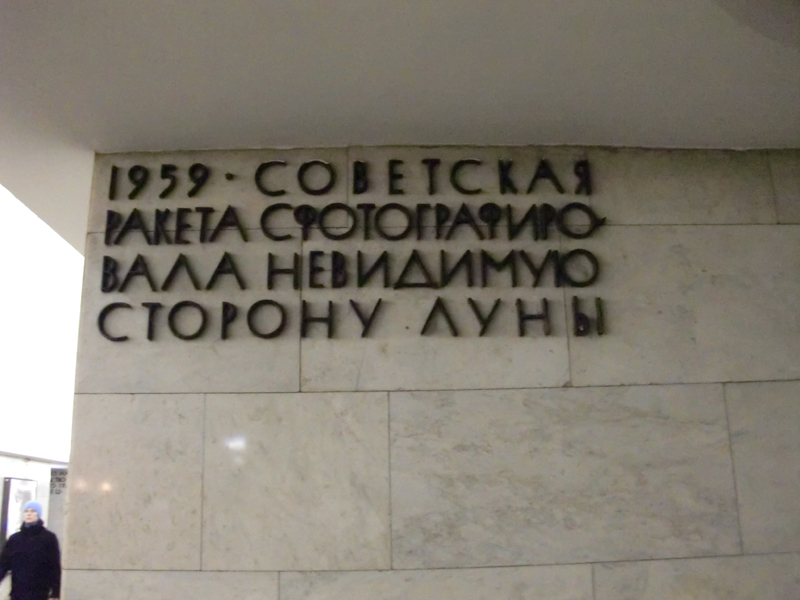 1959 · СОВЕТСКАЯ
РАКЕТА СФОТОГРАФИРО-
ВАЛА НЕВИДИМУЮ
СТОРОНУ ЛУНЫ